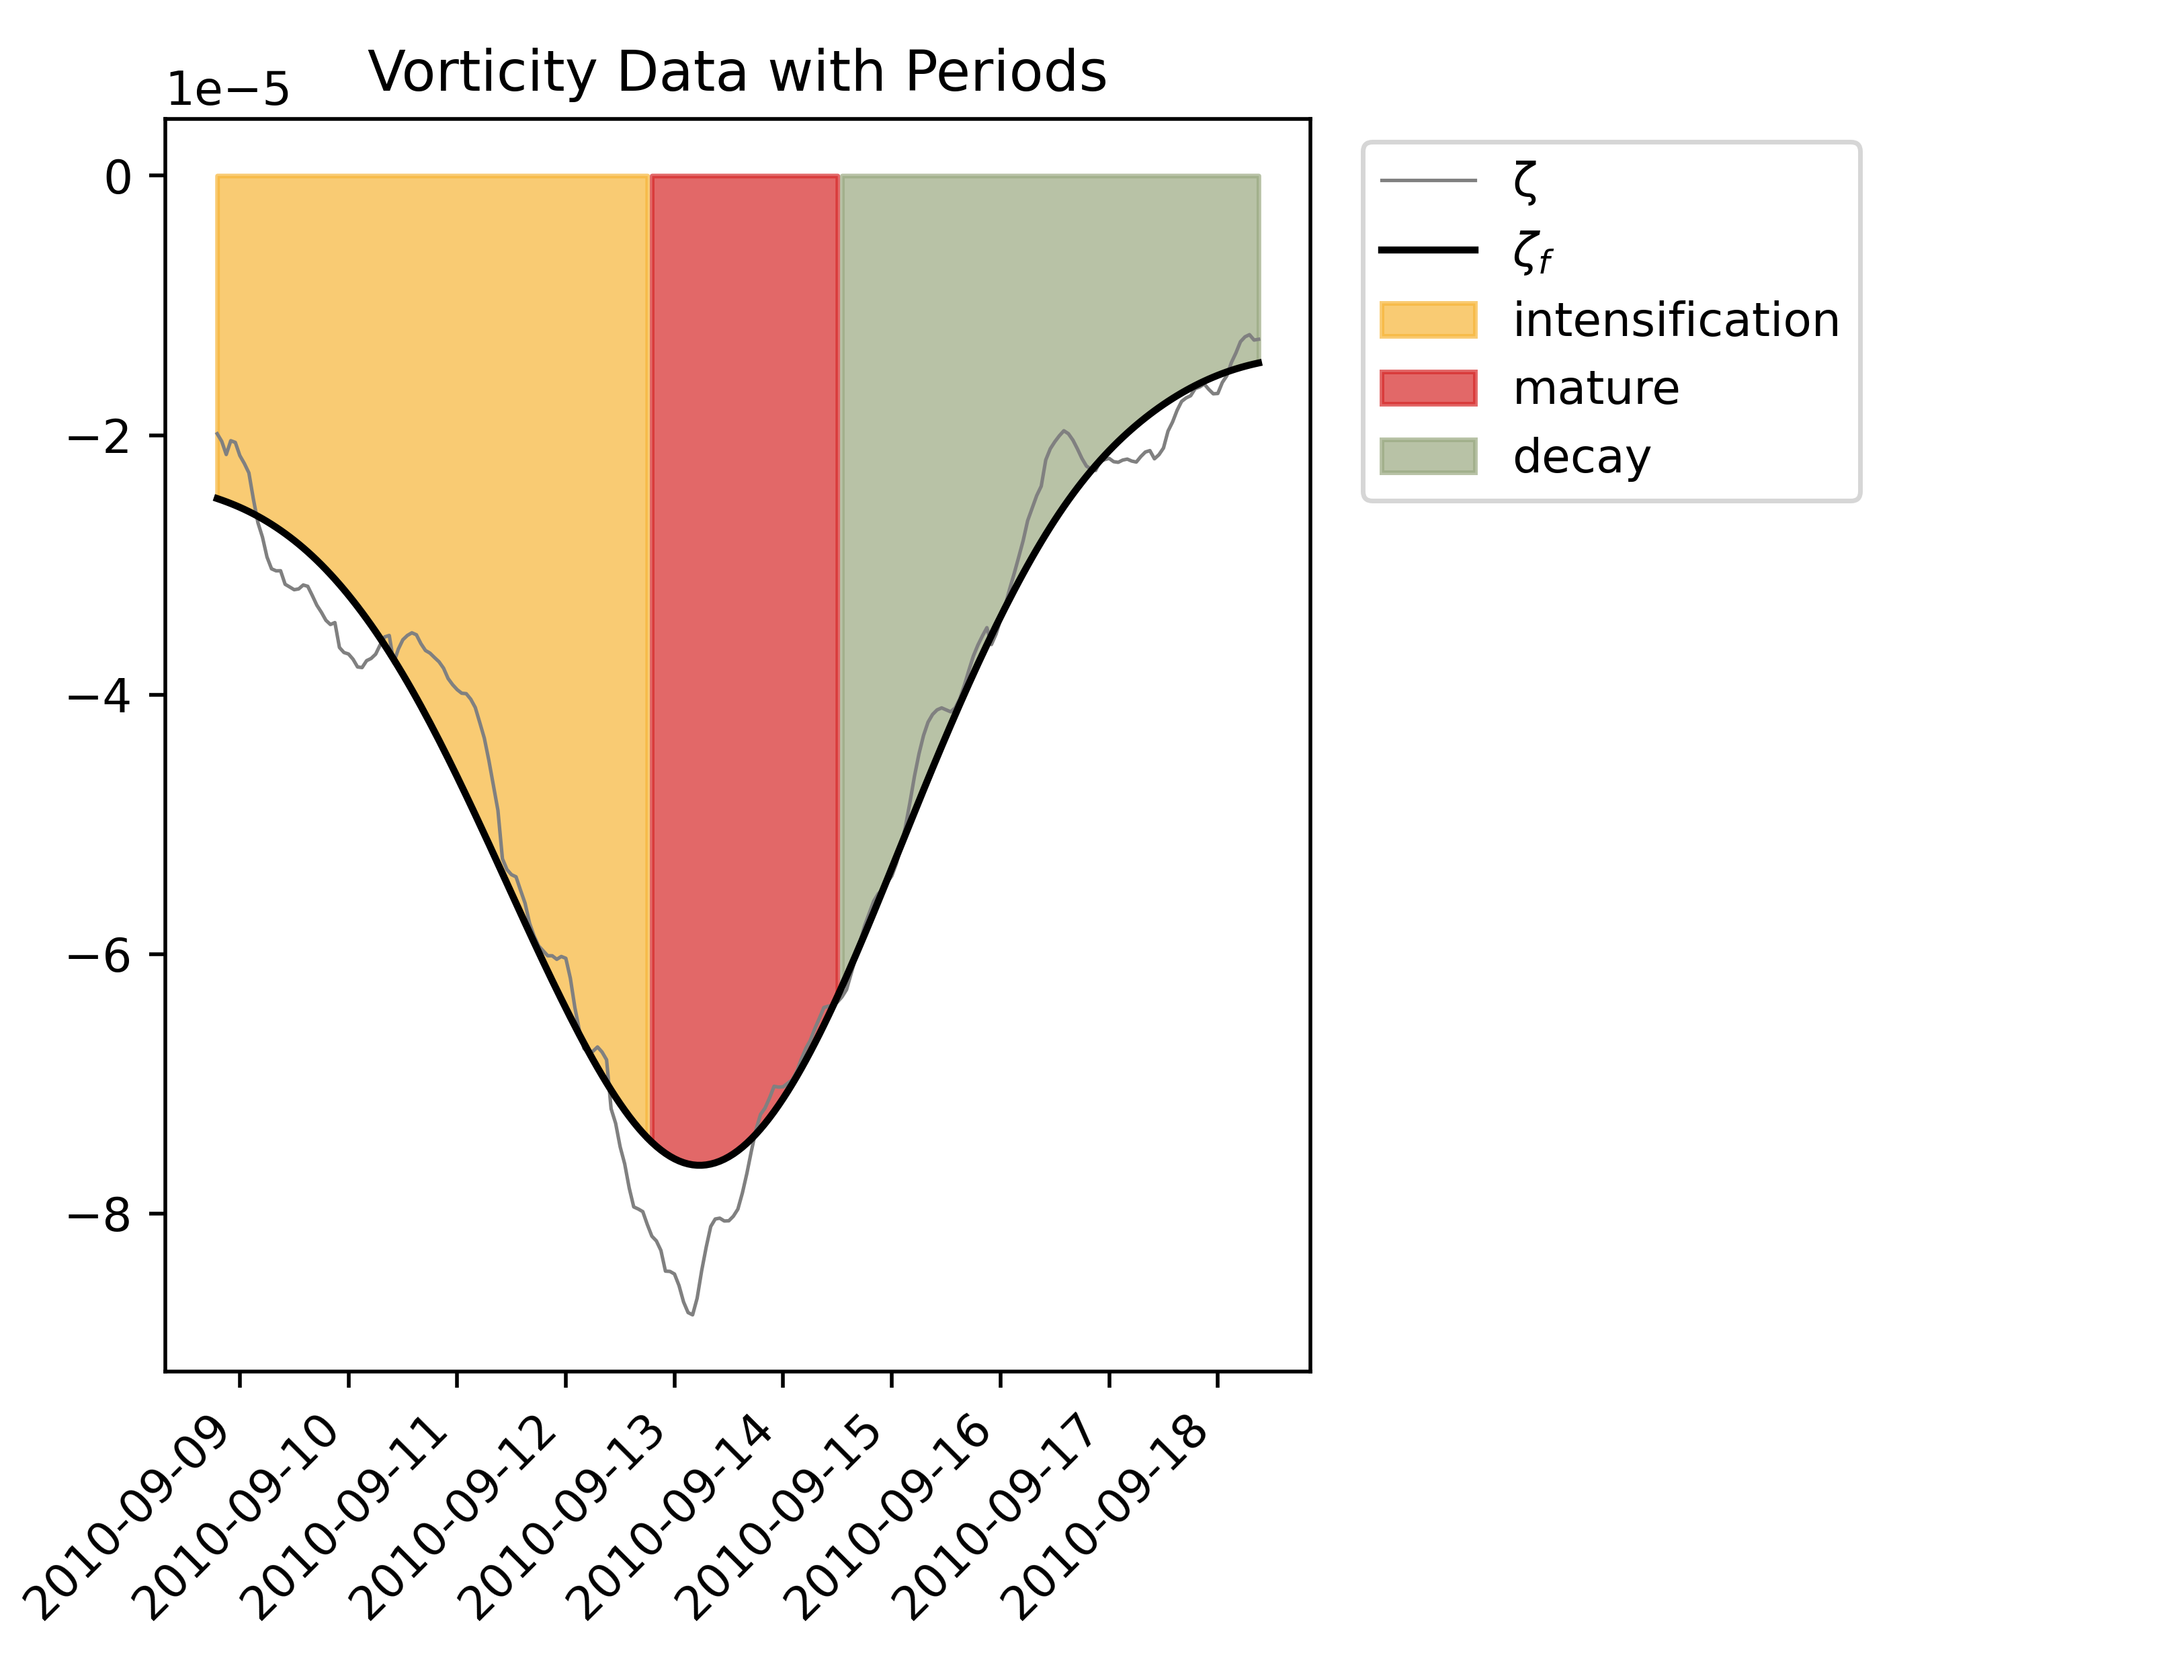 Vorticity Data with Periods
1e−5
0
−2
−4
−6
−8
2010-09-09
2010-09-10
2010-09-11
2010-09-12
2010-09-13
2010-09-14
2010-09-15
2010-09-16
2010-09-17
2010-09-18
ζ
ζf
intensification
mature
decay